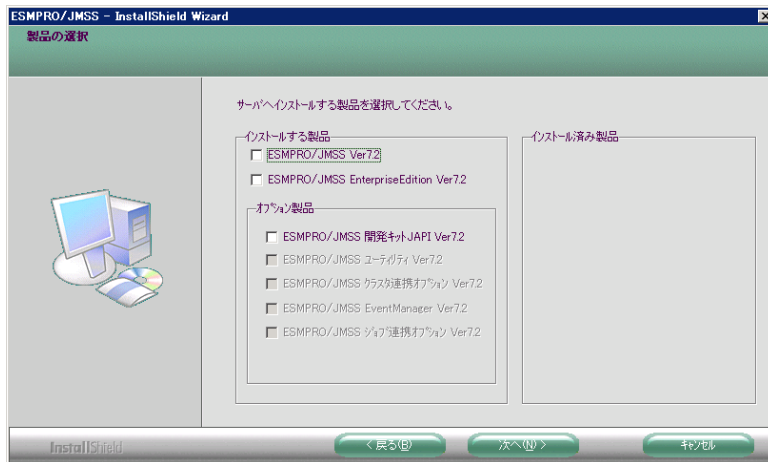 ESMPRO/JMSS - InstallShield Wizard
製品の選択
サーバへインストールする製品を選択してください。
インストールする製品
ESMPRO/JMSS Ver7.2
ESMPRO/JMSS EnterpriseEdition Ver7.2
オプション製品
ESMPRO/JMSS 開発キットJAPI Ver7.2
ESMPRO/JMSS ユーティリティ Ver7.2
ESMPRO/JMSS クラスタ連携オプション Ver7.2
ESMPRO/JMSS EventManager Ver7.2
ESMPRO/JMSS ジョブ連携オプション Ver7.2
インストール済み製品
InstallShield
< 戻る(B)
次へ(N) >
キャンセル